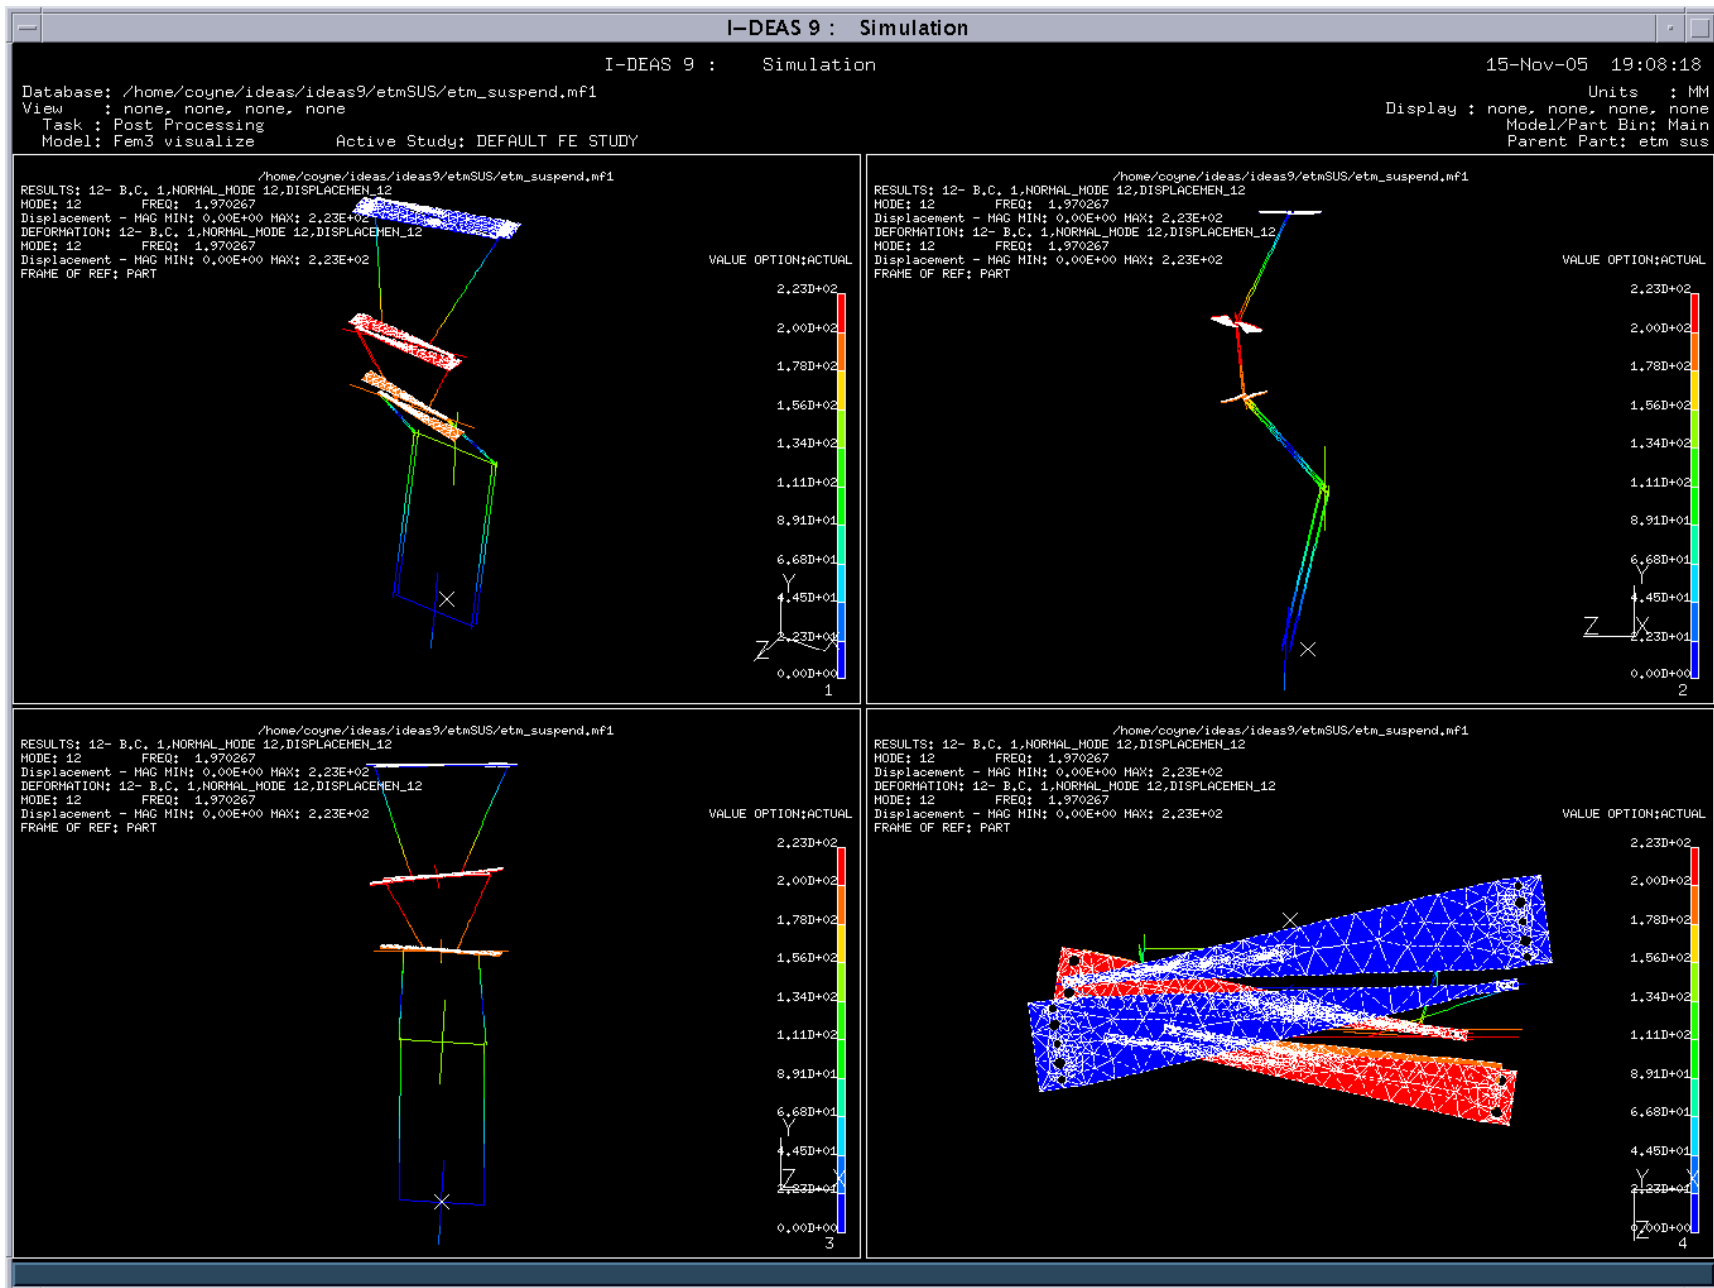 I-DEAS 9 :   Simulation
I-DEAS 9 :    Simulation
15-Nov-05  19:08:18
Database: /home/coyne/ideas/ideas9/etmSUS/etm_suspend.mf1
Units   : MM
View    : none, none, none, none
Display : none, none, none, none
Task : Post Processing
Model/Part Bin: Main
Model: Fem3 visualize       Active Study: DEFAULT FE STUDY
Parent Part: etm sus
/home/coyne/ideas/ideas9/etmSUS/etm_suspend.mf1
RESULTS: 12- B.C. 1,NORMAL_MODE 12,DISPLACEMEN_12
MODE: 12    FREQ: 1.970267
Displacement - MAG MIN: 0.00E+00 MAX: 2.23E+02
DEFORMATION: 12- B.C. 1,NORMAL_MODE 12,DISPLACEMEN_12
MODE: 12    FREQ: 1.970267
Displacement - MAG MIN: 0.00E+00 MAX: 2.23E+02
FRAME OF REF: PART
VALUE OPTION:ACTUAL
2.23D+02
2.00D+02
1.78D+02
1.56D+02
1.34D+02
1.11D+02
8.91D+01
6.68D+01
4.45D+01
2.23D+01
0.00D+00
Y
Z
X
1
/home/coyne/ideas/ideas9/etmSUS/etm_suspend.mf1
RESULTS: 12- B.C. 1,NORMAL_MODE 12,DISPLACEMEN_12
MODE: 12    FREQ: 1.970267
Displacement - MAG MIN: 0.00E+00 MAX: 2.23E+02
DEFORMATION: 12- B.C. 1,NORMAL_MODE 12,DISPLACEMEN_12
MODE: 12    FREQ: 1.970267
Displacement - MAG MIN: 0.00E+00 MAX: 2.23E+02
FRAME OF REF: PART
VALUE OPTION:ACTUAL
2.23D+02
2.00D+02
1.78D+02
1.56D+02
1.34D+02
1.11D+02
8.91D+01
6.68D+01
4.45D+01
2.23D+01
0.00D+00
Y
Z
X
2
/home/coyne/ideas/ideas9/etmSUS/etm_suspend.mf1
RESULTS: 12- B.C. 1,NORMAL_MODE 12,DISPLACEMEN_12
MODE: 12    FREQ: 1.970267
Displacement - MAG MIN: 0.00E+00 MAX: 2.23E+02
DEFORMATION: 12- B.C. 1,NORMAL_MODE 12,DISPLACEMEN_12
MODE: 12    FREQ: 1.970267
Displacement - MAG MIN: 0.00E+00 MAX: 2.23E+02
FRAME OF REF: PART
VALUE OPTION:ACTUAL
2.23D+02
2.00D+02
1.78D+02
1.56D+02
1.34D+02
1.11D+02
8.91D+01
6.68D+01
4.45D+01
2.23D+01
0.00D+00
Y
Z
X
3
/home/coyne/ideas/ideas9/etmSUS/etm_suspend.mf1
RESULTS: 12- B.C. 1,NORMAL_MODE 12,DISPLACEMEN_12
MODE: 12    FREQ: 1.970267
Displacement - MAG MIN: 0.00E+00 MAX: 2.23E+02
DEFORMATION: 12- B.C. 1,NORMAL_MODE 12,DISPLACEMEN_12
MODE: 12    FREQ: 1.970267
Displacement - MAG MIN: 0.00E+00 MAX: 2.23E+02
FRAME OF REF: PART
VALUE OPTION:ACTUAL
2.23D+02
2.00D+02
1.78D+02
1.56D+02
1.34D+02
1.11D+02
8.91D+01
6.68D+01
4.45D+01
2.23D+01
0.00D+00
Y
X
Z
4